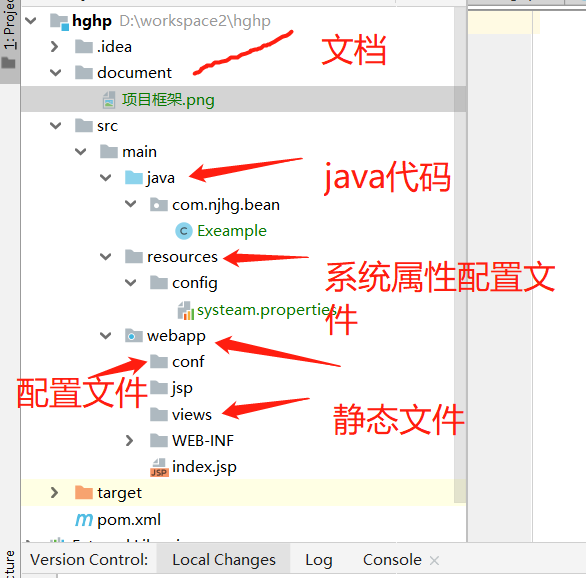 1: Project
hghp D:\workspace2\hghp
.idea
document
文档
项目框架.png
src
main
java
java代码
com.njhg.bean
C Exeample
resources
系统属性配置文
件
config
systeam.properties
webapp
conf
配置文件
jsp
views
静态文件
WEB-INF
JSP index.jsp
target
m pom.xml
Version Control: Local Changes Log Console